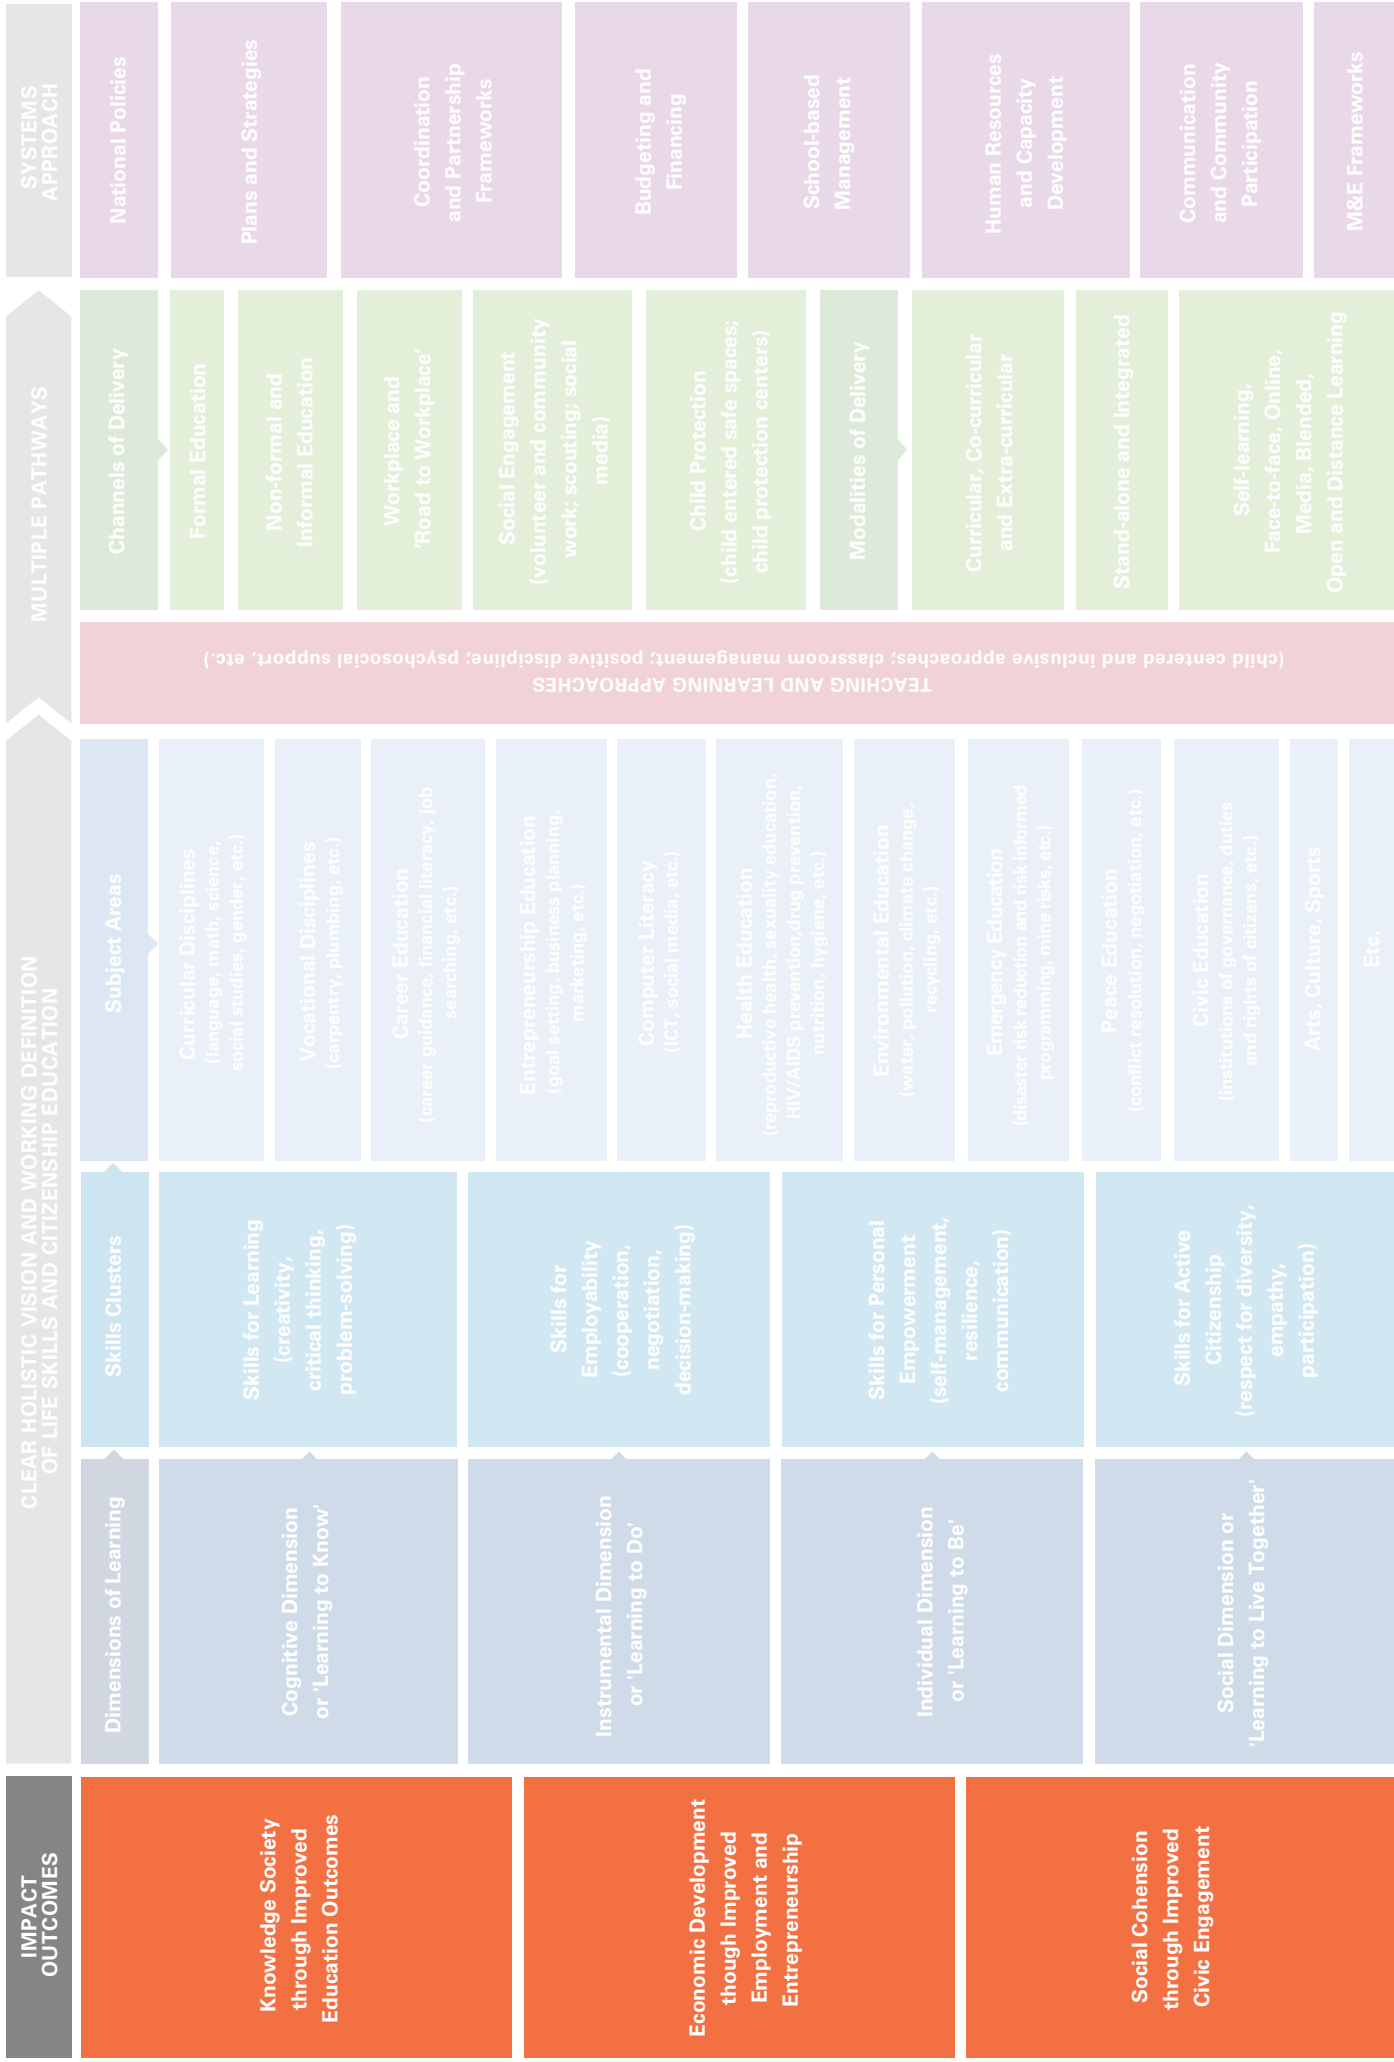 IMPACT
OUTCOMES
Knowledge Society
through Improved
Education Outcomes
Economic Development
though Improved
Employment and
Entrepreneurship
Social Cohension
through Improved
Civic Engagement
CLEAR HOLISTIC VISION AND WORKING DEFINITION
OF LIFE SKILLS AND CITIZENSHIP EDUCATION
Dimensions of Learning
Cognitive Dimension
or 'Learning to Know'
Instrumental Dimension
or 'Learning to Do'
Individual Dimension
or 'Learning to Be'
Social Dimension or
'Learning to Live Together'
Skills Clusters
Skills for Learning
(creativity,
critical thinking,
problem-solving)
Skills for
Employability
(cooperation,
negotiation,
decision-making)
Skills for Personal
Empowerment
(self-management,
resilience,
communication)
Skills for Active
Citizenship
(respect for diversity,
empathy,
participation)
Subject Areas
Curricular Disciplines
(language, math, science,
social studies, gender, etc.)
Vocational Disciplines
(carpentry, plumbing, etc.)
Career Education
(career guidance, financial literacy, job
searching, etc.)
Entrepreneurship Education
(goal setting, business planning,
marketing, etc.)
Computer Literacy
(ICT, social media, etc.)
Health Education
(reproductive health, sexuality education,
HIV/AIDS prevention,drug prevention,
nutrition, hygiene, etc.)
Environmental Education
(water, pollution, climate change,
recycling, etc.)
Emergency Education
(disaster risk reduction and risk informed
programming, mine risks, etc.)
Peace Education
(conflict resolution, negotiation, etc.)
Civic Education
(institutions of governance, duties
and rights of citizens, etc.)
Arts, Culture, Sports
Etc.
TEACHING AND LEARNING APPROACHES
(child centered and inclusive approaches; classroom management; positive discipline; psychosocial support, etc.)
MULTIPLE PATHWAYS
Channels of Delivery
Formal Education
Non-formal and
Informal Education
Workplace and
‘Road to Workplace’
Social Engagement
(volunteer and community
work; scouting; social
media)
Child Protection
(child entered safe spaces;
child protection centers)
Modalities of Delivery
Curricular, Co-curricular
and Extra-curricular
Stand-alone and Integrated
Self-learning,
Face-to-face, Online,
Media, Blended,
Open and Distance Learning
SYSTEMS
APPROACH
National Policies
Plans and Strategies
Coordination
and Partnership
Frameworks
Budgeting and
Financing
School-based
Management
Human Resources
and Capacity
Development
Communication
and Community
Participation
M&E Frameworks